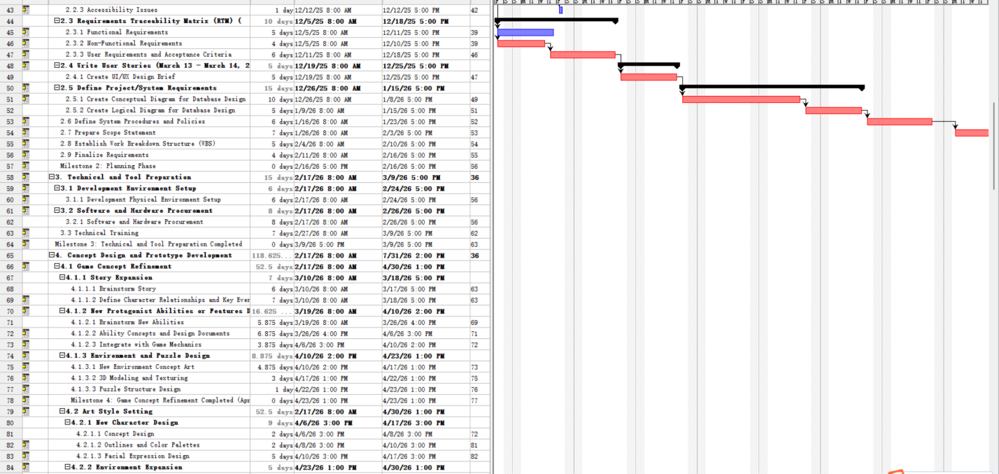 43 2.2.3 Accessibility Issues 1 day 12/12/25 8:00 AM 12/12/25 5:00 PM 42
44 2.3 Requirements Traceability Matrix (RTM) ( 10 days 12/5/25 8:00 AM 12/18/25 5:00 PM
45 2.3.1 Functional Requirements 5 days 12/5/25 8:00 AM 12/11/25 5:00 PM 39
46 2.3.2 Non-Functional Requirements 4 days 12/5/25 8:00 AM 12/10/25 5:00 PM 39
47 2.3.3 User Requirements and Acceptance Criteria 6 days 12/11/25 8:00 AM 12/18/25 5:00 PM 46
48 2.4 Write User Stories (March 13 - March 14, 2 5 days 12/19/25 8:00 AM 12/25/25 5:00 PM
49 2.4.1 Create UI/UX Design Brief 5 days 12/19/25 8:00 AM 12/25/25 5:00 PM 47
50 2.5 Define Project/System Requirements 15 days 12/26/25 8:00 AM 1/15/26 5:00 PM
51 2.5.1 Create Conceptual Diagram for Database Design 10 days 12/26/25 8:00 AM 1/8/26 5:00 PM 49
52 2.5.2 Create Logical Diagram for Database Design 5 days 1/9/26 8:00 AM 1/15/26 5:00 PM 51
53 2.6 Define System Procedures and Policies 6 days 1/16/26 8:00 AM 1/23/26 5:00 PM 52
54 2.7 Prepare Scope Statement 7 days 1/26/26 8:00 AM 2/3/26 5:00 PM 53
55 2.8 Establish Work Breakdown Structure (WBS) 5 days 2/4/26 8:00 AM 2/10/26 5:00 PM 54
56 2.9 Finalize Requirements 4 days 2/11/26 8:00 AM 2/16/26 5:00 PM 55
57 Milestone 2: Planning Phase 0 days 2/16/26 5:00 PM 2/16/26 5:00 PM 56
58 3. Technical and Tool Preparation 15 days 2/17/26 8:00 AM 3/9/26 5:00 PM 36
59 3.1 Development Environment Setup 6 days 2/17/26 8:00 AM 2/24/26 5:00 PM
60 3.1.1 Development Physical Environment Setup 6 days 2/17/26 8:00 AM 2/24/26 5:00 PM 56
61 3.2 Software and Hardware Procurement 8 days 2/17/26 8:00 AM 2/26/26 5:00 PM
62 3.2.1 Software and Hardware Procurement 8 days 2/17/26 8:00 AM 2/26/26 5:00 PM 56
63 3.3 Technical Training 7 days 2/27/26 8:00 AM 3/9/26 5:00 PM 62
64 Milestone 3: Technical and Tool Preparation Completed 0 days 3/9/26 5:00 PM 3/9/26 5:00 PM 63
65 4. Concept Design and Prototype Development 118.625... 2/17/26 8:00 AM 7/31/26 2:00 PM 36
66 4.1 Game Concept Refinement 52.5 days 2/17/26 8:00 AM 4/30/26 1:00 PM
67 4.1.1 Story Expansion 7 days 3/10/26 8:00 AM 3/18/26 5:00 PM
68 4.1.1.1 Brainstorm Story 6 days 3/10/26 8:00 AM 3/17/26 5:00 PM 63
69 4.1.1.2 Define Character Relationships and Key Ever 7 days 3/10/26 8:00 AM 3/18/26 5:00 PM 63
70 4.1.2 New Protagonist Abilities or Features D 16.625 ... 3/19/26 8:00 AM 4/10/26 2:00 PM
71 4.1.2.1 Brainstorm New Abilities 5.875 days 3/19/26 8:00 AM 3/26/26 4:00 PM 69
72 4.1.2.2 Ability Concepts and Design Documents 6.875 days 3/26/26 4:00 PM 4/6/26 3:00 PM 71
73 4.1.2.3 Integrate with Game Mechanics 3.875 days 4/6/26 3:00 PM 4/10/26 2:00 PM 72
74 4.1.3 Environment and Puzzle Design 8.875 days 4/10/26 2:00 PM 4/23/26 1:00 PM
75 4.1.3.1 New Environment Concept Art 4.875 days 4/10/26 2:00 PM 4/17/26 1:00 PM 73
76 4.1.3.2 3D Modeling and Texturing 3 days 4/17/26 1:00 PM 4/22/26 1:00 PM 75
77 4.1.3.3 Puzzle Structure Design 1 day 4/22/26 1:00 PM 4/23/26 1:00 PM 76
78 Milestone 4: Game Concept Refinement Completed (Apr 0 days 4/23/26 1:00 PM 4/23/26 1:00 PM 77
79 4.2 Art Style Setting 52.5 days 2/17/26 8:00 AM 4/30/26 1:00 PM
80 4.2.1 New Character Design 9 days 4/6/26 3:00 PM 4/17/26 3:00 PM
81 4.2.1.1 Concept Design 2 days 4/6/26 3:00 PM 4/8/26 3:00 PM 72
82 4.2.1.2 Outlines and Color Palettes 2 days 4/8/26 3:00 PM 4/10/26 3:00 PM 81
83 4.2.1.3 Facial Expression Design 5 days 4/10/26 3:00 PM 4/17/26 3:00 PM 82
84 4.2.2 Environment Expansion 5 days 4/23/26 1:00 PM 4/30/26 1:00 PM